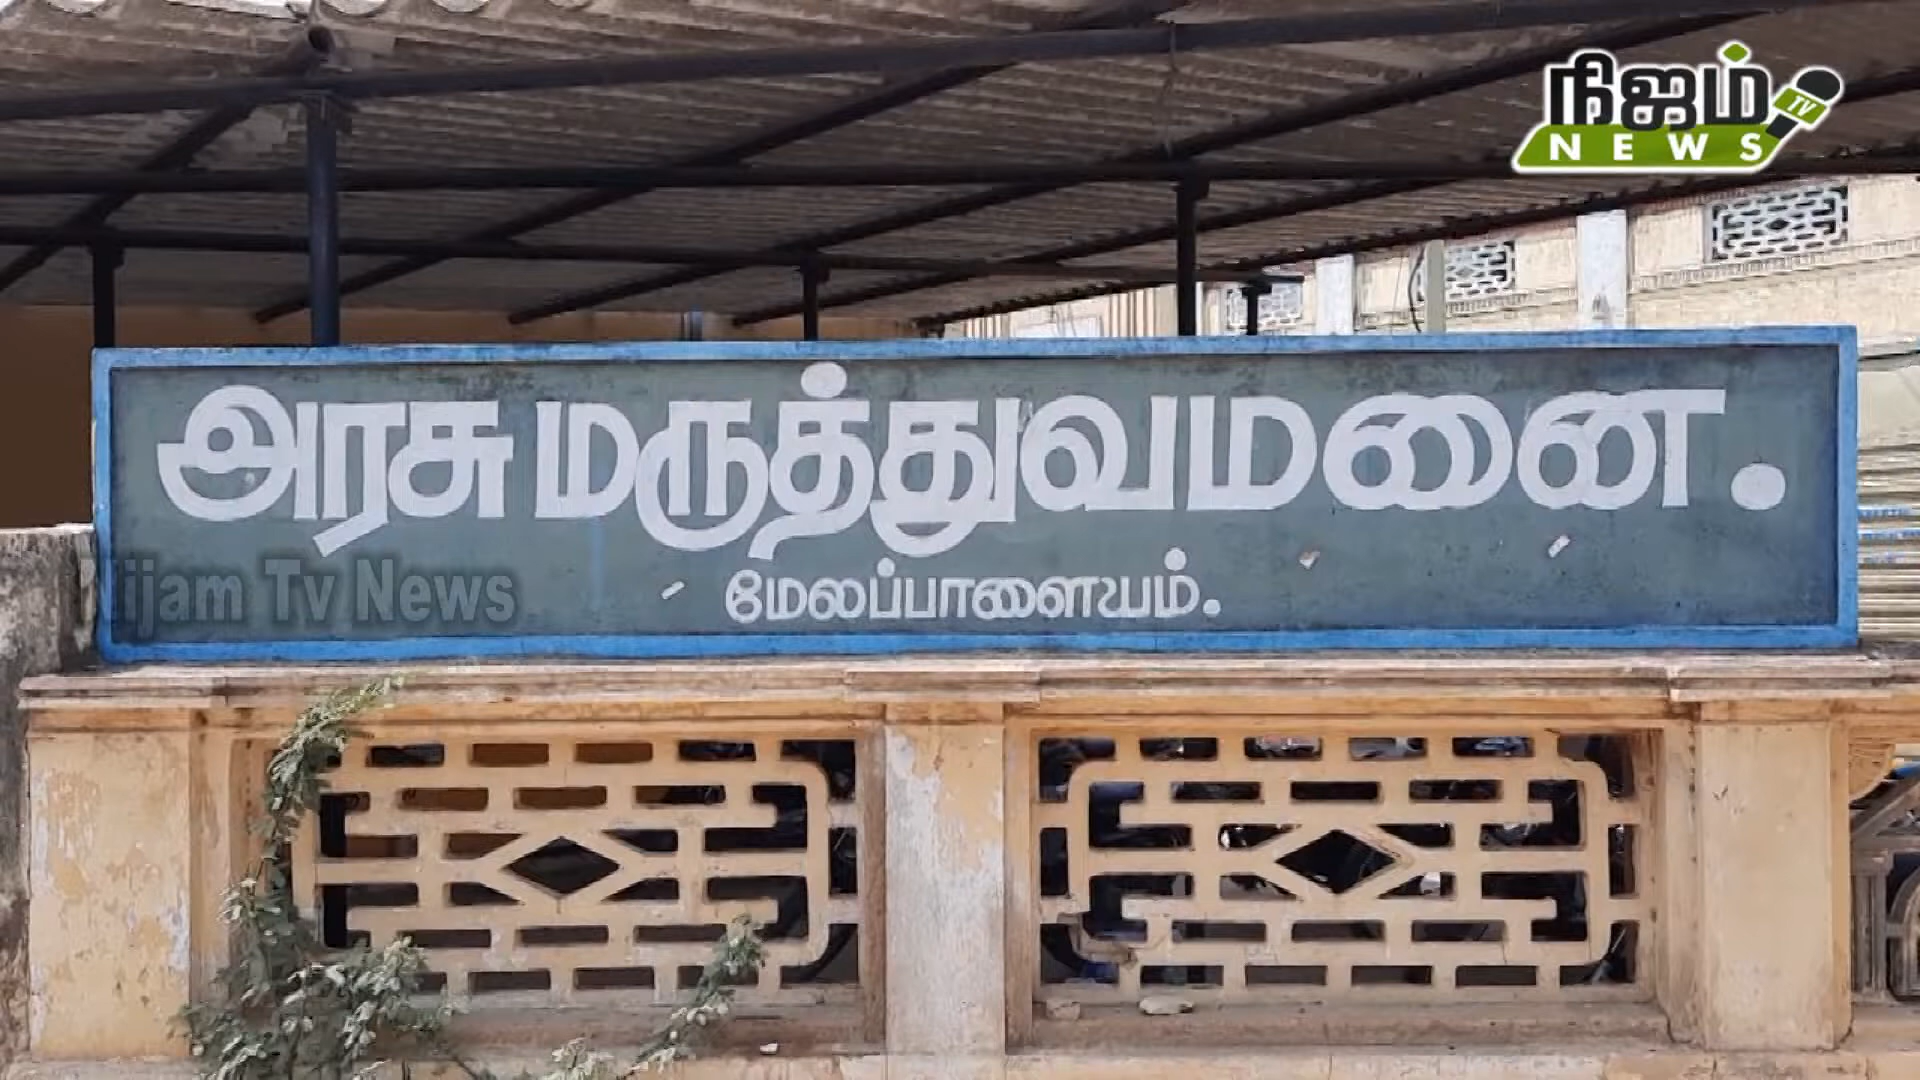 நிஜம்
TV
NEWS
அரசு மருத்துவமனை.
Nijam Tv News
மேலப்பாளையம்.